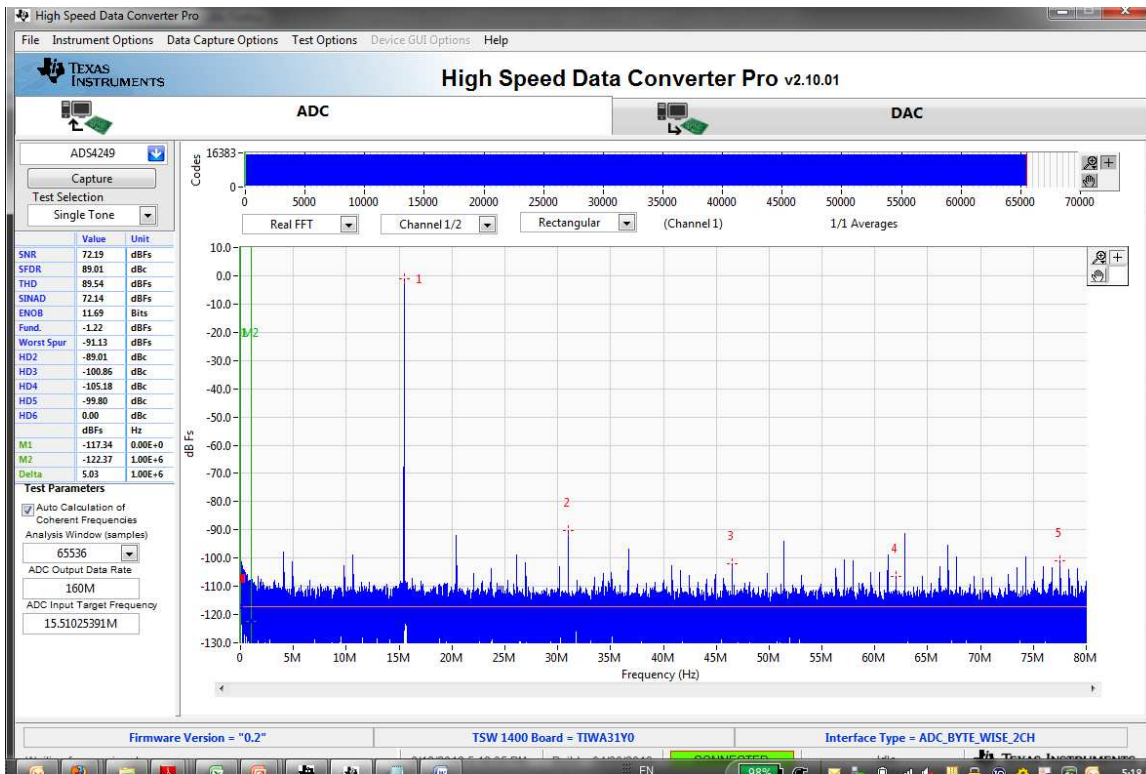 High Speed Data Converter Pro
File Instrument Options Data Capture Options Test Options Device GUI Options Help
TEXAS INSTRUMENTS
High Speed Data Converter Pro v2.10.01
ADC
DAC
ADS4249
Capture
Test Selection
Single Tone
Value Unit
SNR 72.19 dBFs
SFDR 89.01 dBc
THD 89.54 dBFs
SINAD 72.14 dBFs
ENOB 11.69 Bits
Fund. -1.22 dBFs
Worst Spur -91.13 dBFs
HD2 -89.01 dBc
HD3 -100.86 dBc
HD4 -105.18 dBc
HD5 -99.80 dBc
HD6 0.00 dBc
dBFs Hz
M1 -117.34 0.00E+0
M2 -122.37 1.00E+6
Delta 5.03 1.00E+6
Test Parameters
Auto Calculation of
Coherent Frequencies
Analysis Window (samples)
65536
ADC Output Data Rate
160M
ADC Input Target Frequency
15.51025391M
Codes
16383
0
0 5000 10000 15000 20000 25000 30000 35000 40000 45000 50000 55000 60000 65000 70000
Real FFT Channel 1/2 Rectangular (Channel 1) 1/1 Averages
dB Fs
10.0
0.0
-10.0
-20.0
-30.0
-40.0
-50.0
-60.0
-70.0
-80.0
-90.0
-100.0
-110.0
-120.0
-130.0
1
M2
2
3
4
5
0 5M 10M 15M 20M 25M 30M 35M 40M 45M 50M 55M 60M 65M 70M 75M 80M
Frequency (Hz)
Firmware Version = "0.2" TSW 1400 Board = TIWA31Y0 Interface Type = ADC_BYTE_WISE_2CH
CONNECTED
Idle
TEXAS INSTRUMENTS
EN
98%